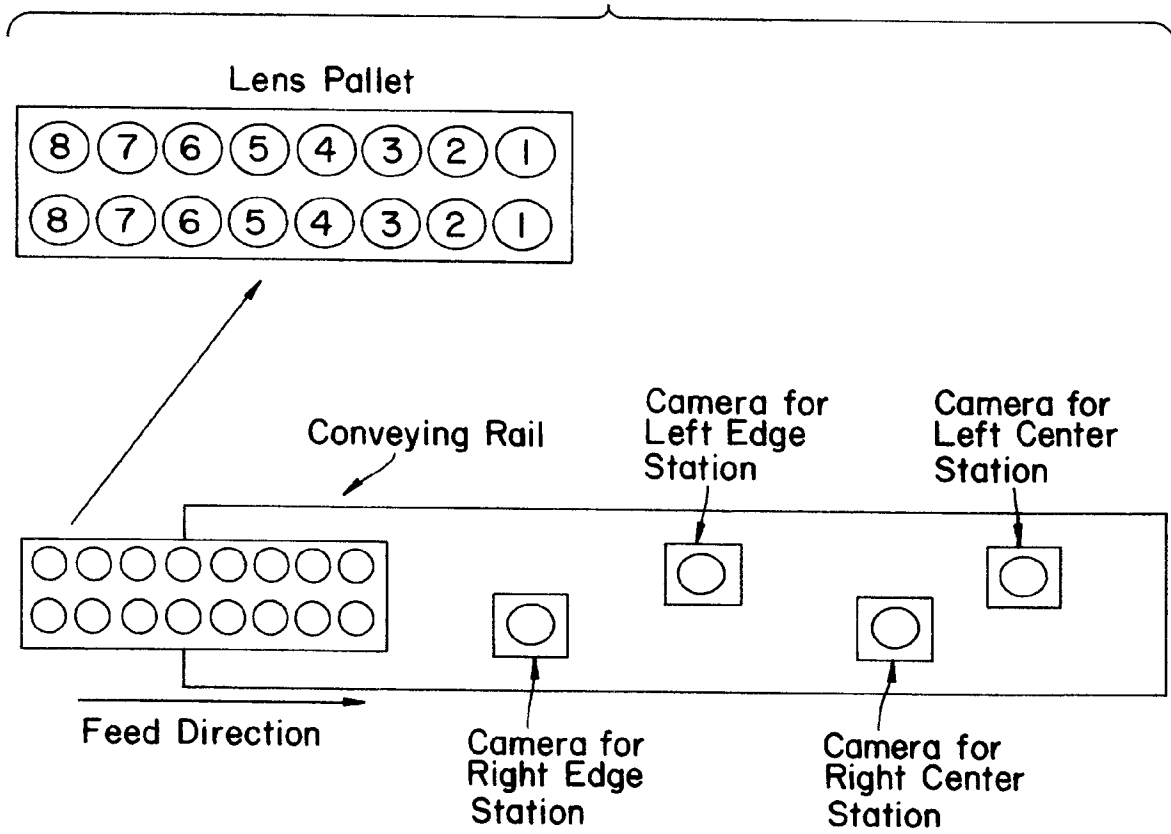 Lens Pallet
8 7 6 5 4 3 2 1
8 7 6 5 4 3 2 1
Conveying Rail
Camera for
Left Edge
Station
Camera for
Left Center
Station
Feed Direction
Camera for
Right Edge
Station
Camera for
Right Center
Station